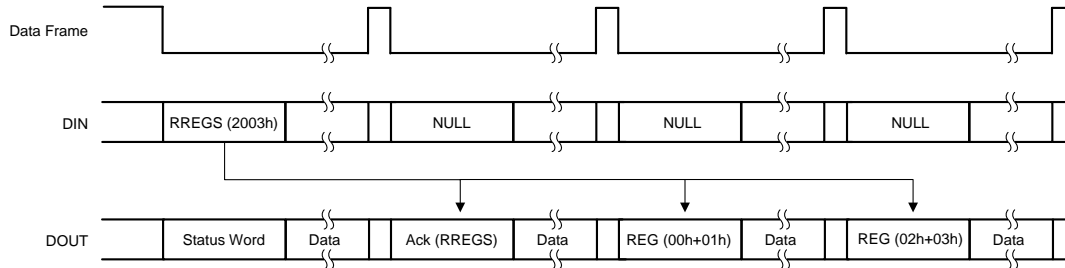 Data Frame
DIN RREGS (2003h) NULL NULL NULL
DOUT Status Word Data Ack (RREGS) Data REG (00h+01h) Data REG (02h+03h) Data